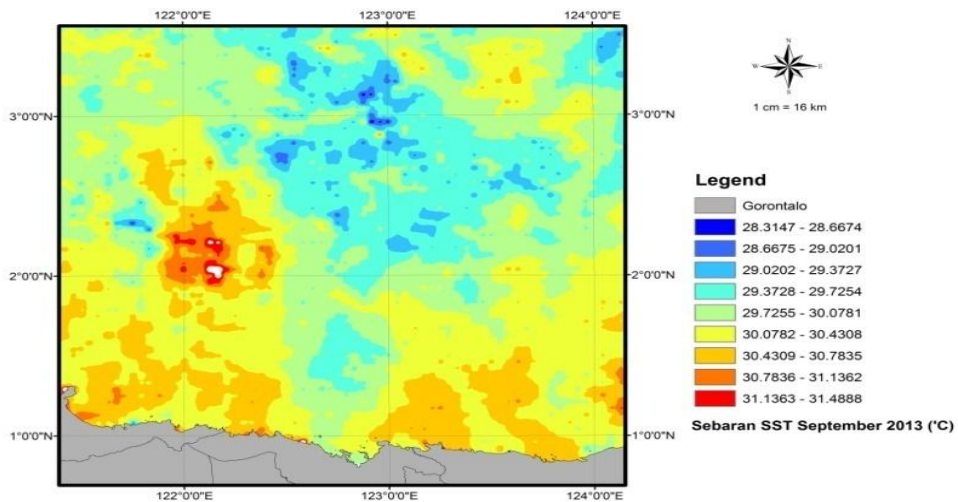 122°0'0"E 123°0'0"E 124°0'0"E
N
W E
S
1 cm = 16 km
3°0'0"N 3°0'0"N
2°0'0"N 2°0'0"N
1°0'0"N 1°0'0"N
122°0'0"E 123°0'0"E 124°0'0"E
Legend
Gorontalo
28.3147 - 28.6674
28.6675 - 29.0201
29.0202 - 29.3727
29.3728 - 29.7254
29.7255 - 30.0781
30.0782 - 30.4308
30.4309 - 30.7835
30.7836 - 31.1362
31.1363 - 31.4888
Sebaran SST September 2013 (°C)